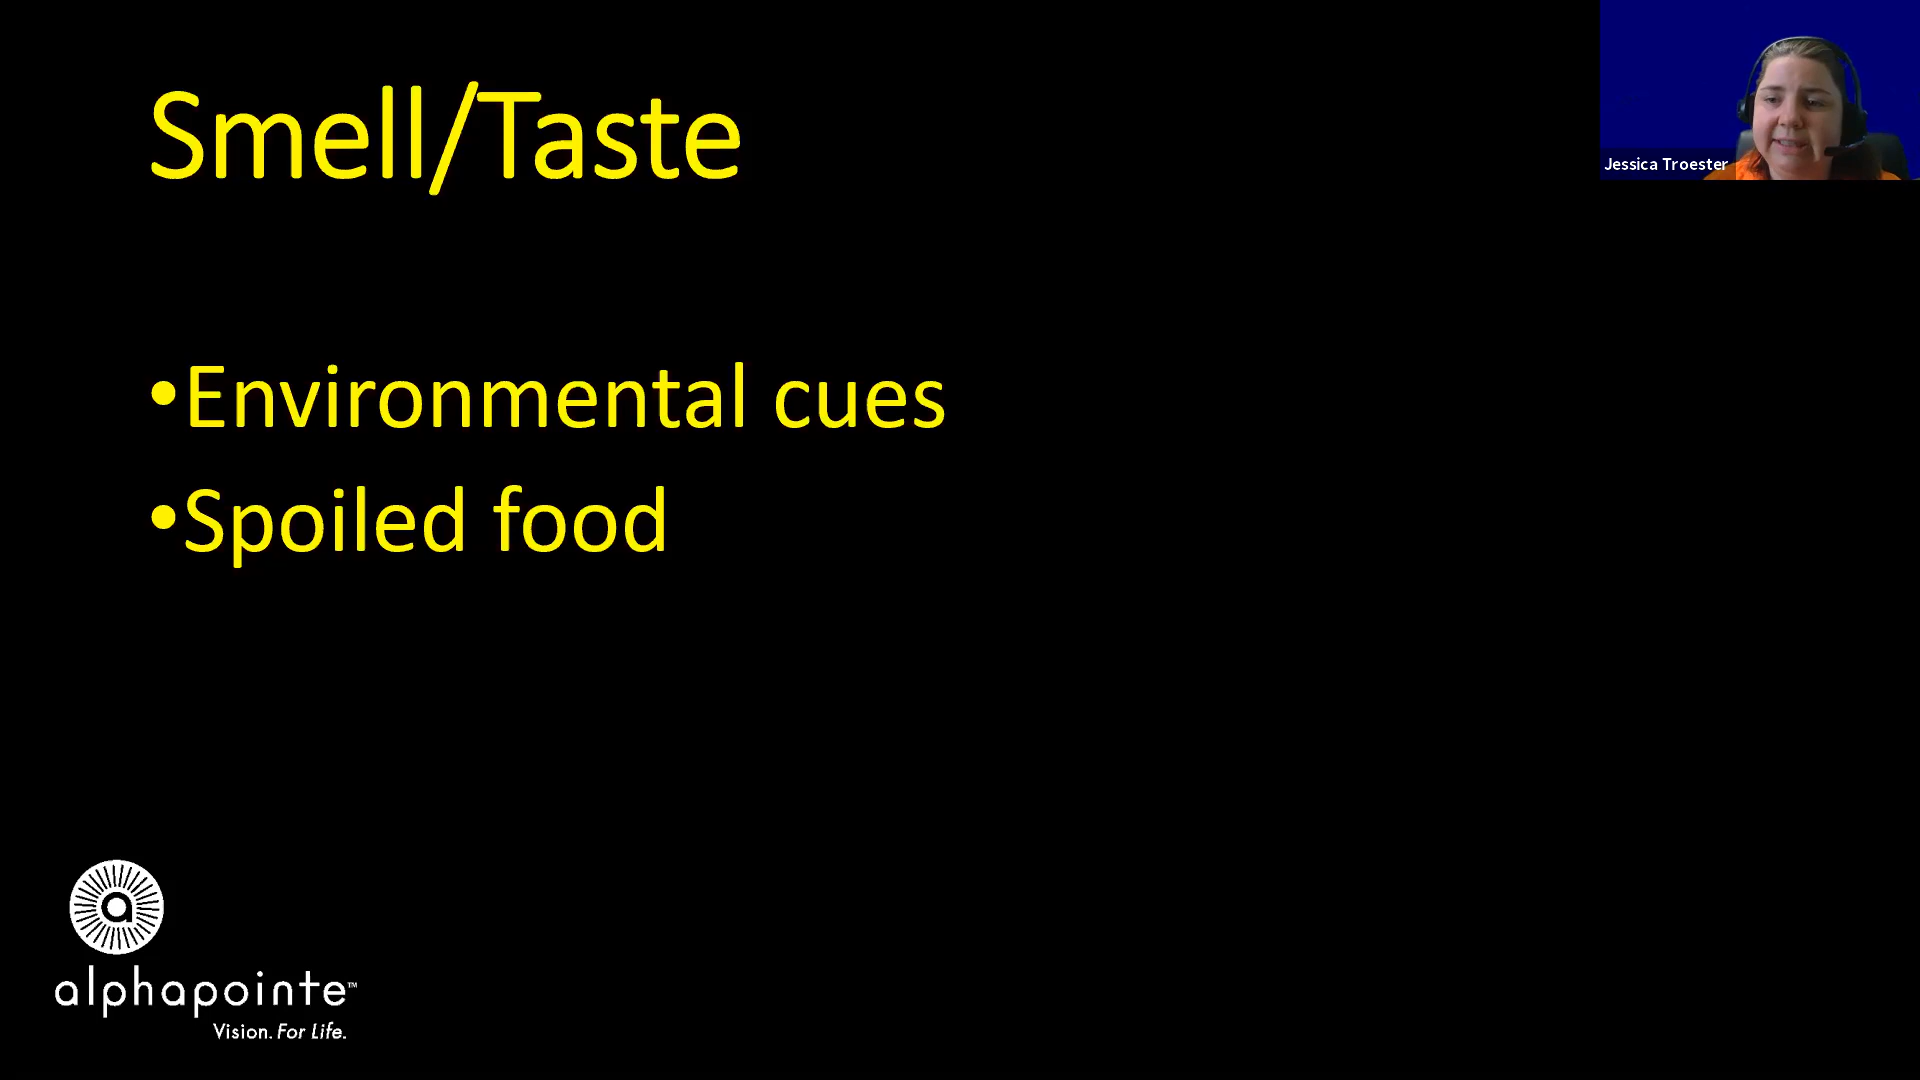 Smell/Taste
Jessica Troester
•Environmental cues
•Spoiled food
a
alphapointe™
Vision. For Life.